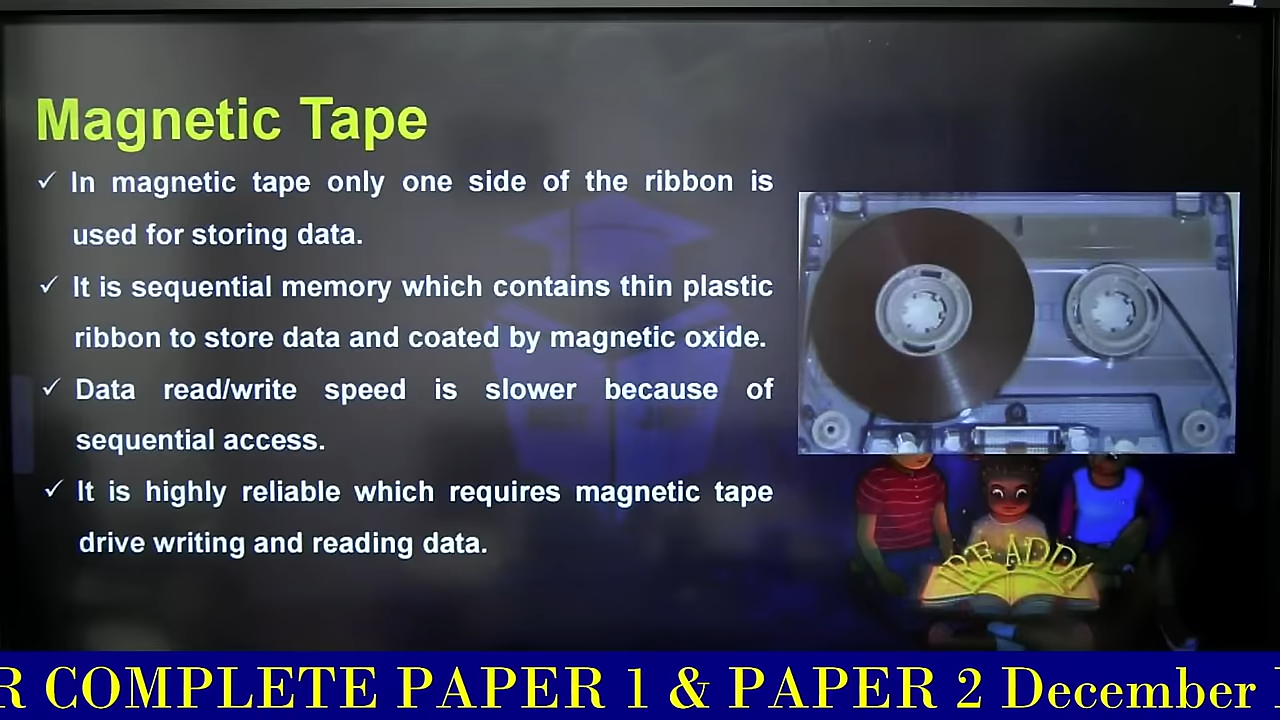 Magnetic Tape
✓ In magnetic tape only one side of the ribbon is
used for storing data.
✓ It is sequential memory which contains thin plastic
ribbon to store data and coated by magnetic oxide.
✓ Data read/write speed is slower because of
sequential access.
✓ It is highly reliable which requires magnetic tape
drive writing and reading data.
JRF ADDA
R COMPLETE PAPER 1 & PAPER 2 December